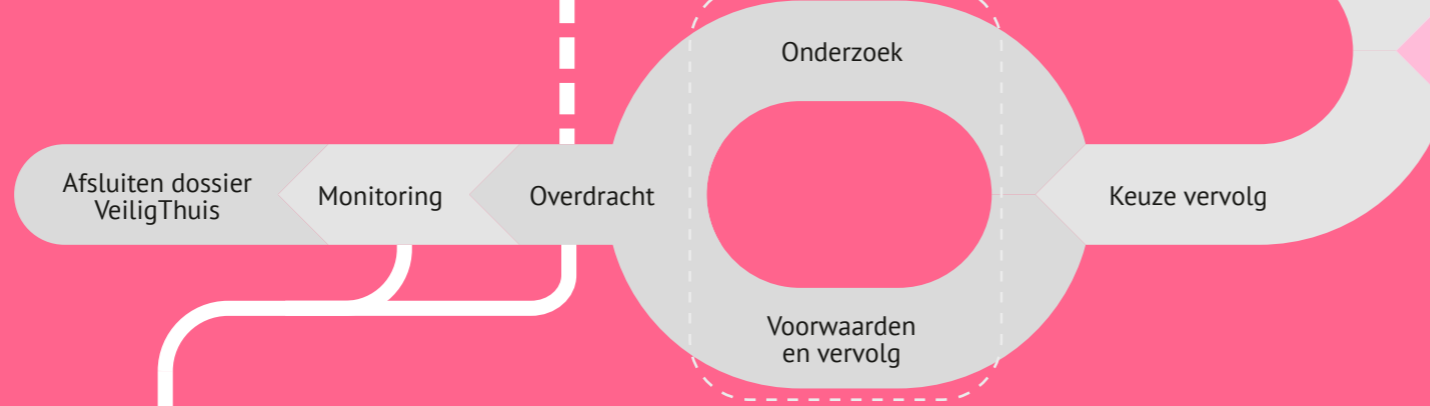 Onderzoek
Afsluiten dossier
VeiligThuis
Monitoring
Overdracht
Keuze vervolg
Voorwaarden
en vervolg